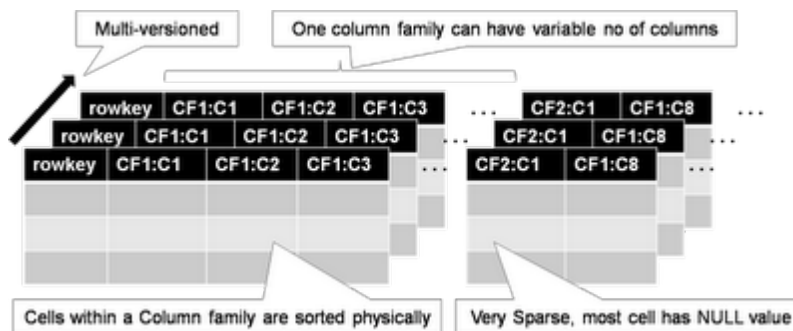 Multi-versioned
One column family can have variable no of columns
rowkey CF1:C1 CF1:C2 CF1:C3 ... CF2:C1 CF1:C8 ...
rowkey CF1:C1 CF1:C2 CF1:C3 ... CF2:C1 CF1:C8 ...
rowkey CF1:C1 CF1:C2 CF1:C3 ... CF2:C1 CF1:C8 ...
Cells within a Column family are sorted physically
Very Sparse, most cell has NULL value